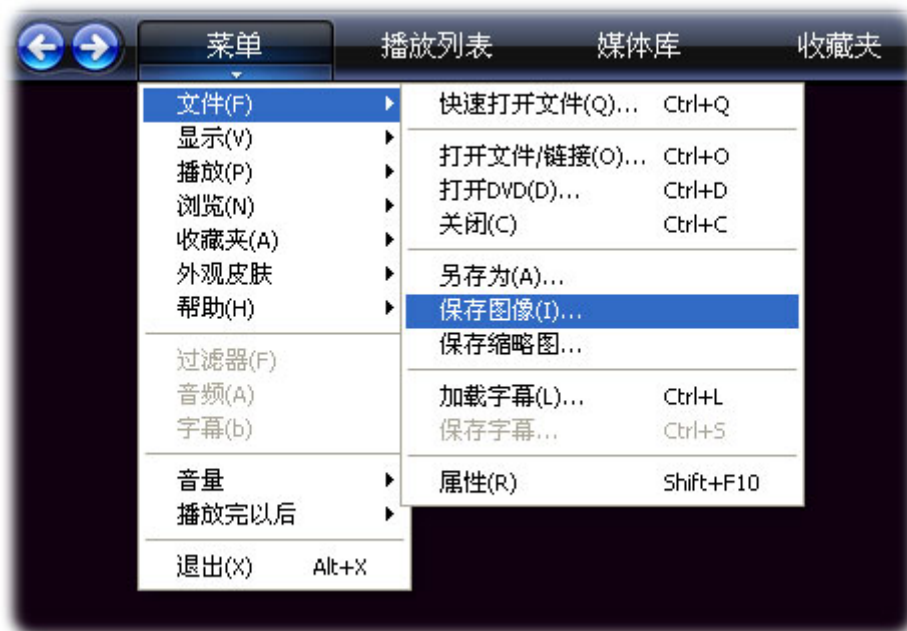 菜单 播放列表 媒体库 收藏夹
文件(F)
显示(V)
播放(P)
浏览(N)
收藏夹(A)
外观皮肤
帮助(H)
过滤器(F)
音频(A)
字幕(b)
音量
播放完以后
退出(X) Alt+X
快速打开文件(Q)... Ctrl+Q
打开文件/链接(O)... Ctrl+O
打开DVD(D)... Ctrl+D
关闭(C) Ctrl+C
另存为(A)...
保存图像(I)...
保存缩略图...
加载字幕(L)... Ctrl+L
保存字幕... Ctrl+S
属性(R) Shift+F10